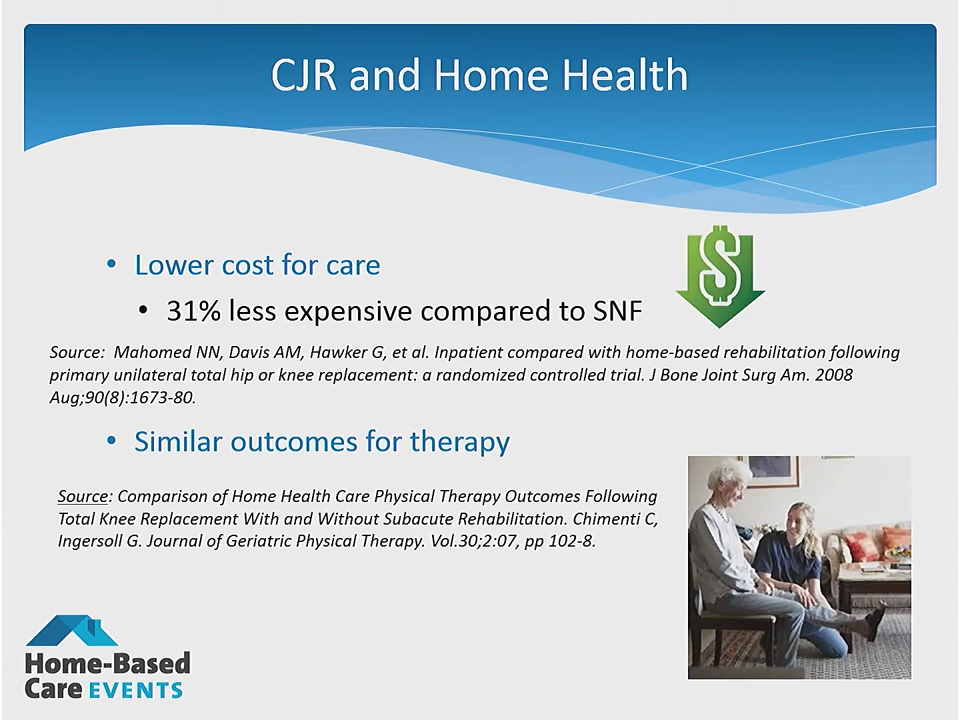 CJR and Home Health
• Lower cost for care
• 31% less expensive compared to SNF
$
Source: Mahomed NN, Davis AM, Hawker G, et al. Inpatient compared with home-based rehabilitation following
primary unilateral total hip or knee replacement: a randomized controlled trial. J Bone Joint Surg Am. 2008
Aug;90(8):1673-80.
• Similar outcomes for therapy
Source: Comparison of Home Health Care Physical Therapy Outcomes Following
Total Knee Replacement With and Without Subacute Rehabilitation. Chimenti C,
Ingersoll G. Journal of Geriatric Physical Therapy. Vol.30;2:07, pp 102-8.
Home-Based
Care EVENTS